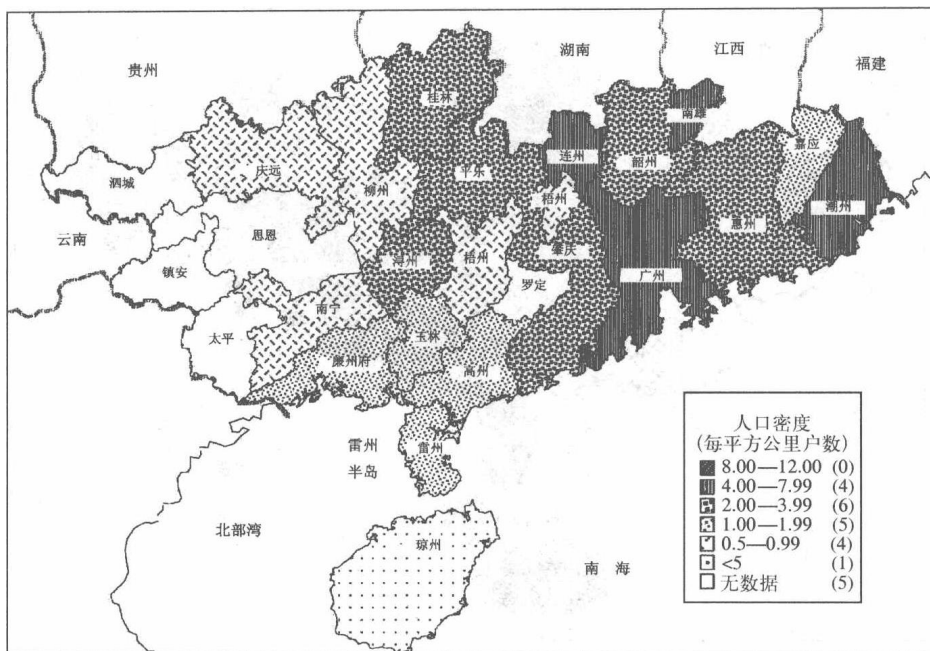 湖南
江西
福建
贵州
桂林
南雄
嘉应
连州
韶州
泗城
庆远
平乐
柳州
梧州
潮州
惠州
云南
思恩
浔州
梧州
肇庆
镇安
广州
罗定
南宁
太平
玉林
廉州府
高州
雷州
半岛
雷州
北部湾
琼州
南 海
人口密度
(每平方公里户数)
8.00—12.00 (0)
4.00—7.99 (4)
2.00—3.99 (6)
1.00—1.99 (5)
0.5—0.99 (4)
<5 (1)
无数据 (5)